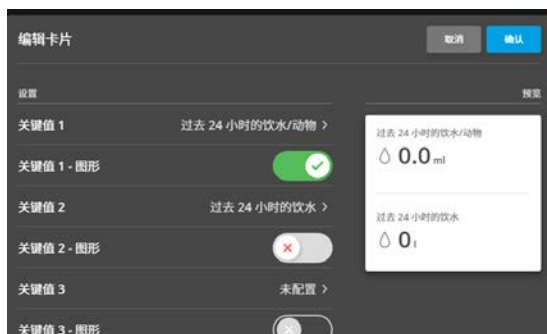 编辑卡片
取消
确认
设置
预览
关键值 1
过去 24 小时的饮水/动物 >
关键值 1 - 图形
关键值 2
过去 24 小时的饮水 >
关键值 2 - 图形
关键值 3
未配置 >
关键值 3 - 图形
过去 24 小时的饮水/动物
0.0 ml
过去 24 小时的饮水
0 l